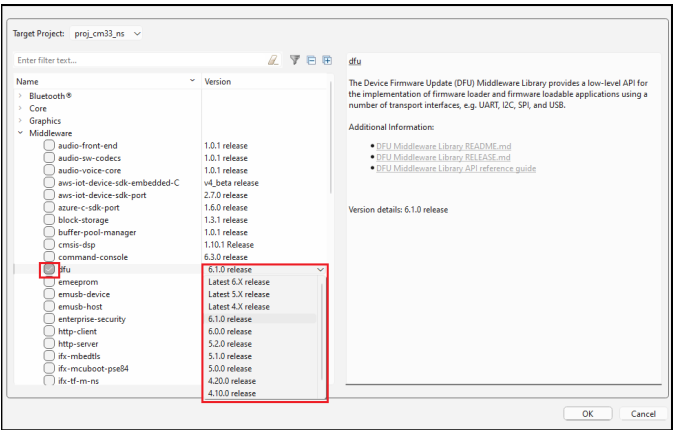 Target Project: proj_cm33_ns
Enter filter text...
Name Version
Bluetooth®
Core
Graphics
Middleware
audio-front-end 1.0.1 release
audio-sw-codecs 1.0.1 release
audio-voice-core 1.0.1 release
aws-iot-device-sdk-embedded-C v4_beta release
aws-iot-device-sdk-port 2.7.0 release
azure-c-sdk-port 1.6.0 release
block-storage 1.3.1 release
buffer-pool-manager 1.0.1 release
cmsis-dsp 1.10.1 Release
command-console 6.3.0 release
dfu 6.1.0 release
emeeprom Latest 6.X release
emusb-device Latest 5.X release
emusb-host Latest 4.X release
enterprise-security 6.1.0 release
http-client 6.0.0 release
http-server 5.2.0 release
ifx-mbedtls 5.1.0 release
ifx-mcuboot-pse84 5.0.0 release
ifx-tf-m-ns 4.20.0 release
4.10.0 release
dfu
The Device Firmware Update (DFU) Middleware Library provides a low-level API for
the implementation of firmware loader and firmware loadable applications using a
number of transport interfaces, e.g. UART, I2C, SPI, and USB.
Additional Information:
DFU Middleware Library README.md
DFU Middleware Library RELEASE.md
DFU Middleware Library API reference guide
Version details: 6.1.0 release
OK Cancel